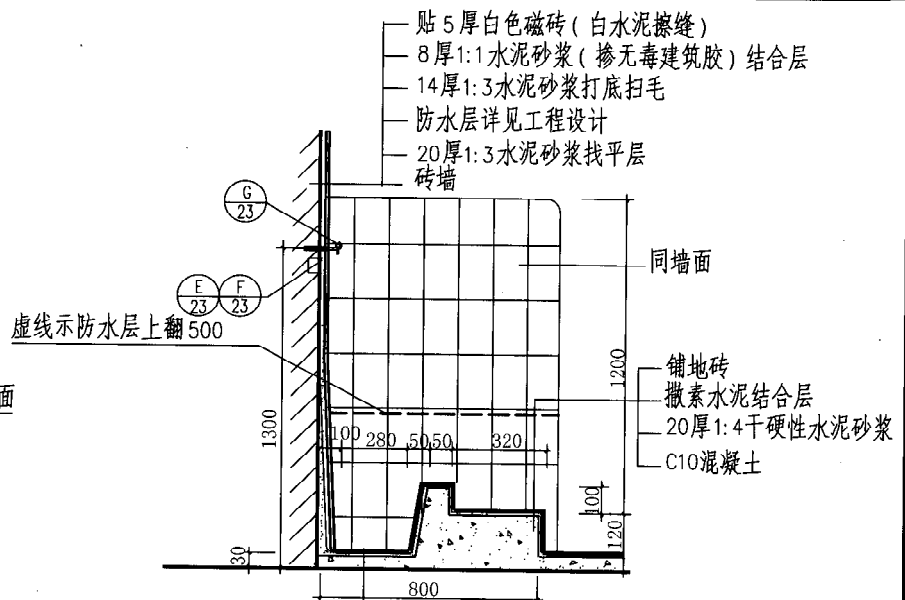 贴5厚白色磁砖(白水泥擦缝)
8厚1:1水泥砂浆(掺无毒建筑胶)结合层
14厚1:3水泥砂浆打底扫毛
防水层详见工程设计
20厚1:3水泥砂浆找平层
砖墙
G
23
同墙面
E
23
F
23
虚线示防水层上翻500
面
铺地砖
撒素水泥结合层
20厚1:4干硬性水泥砂浆
C10混凝土
1200
1300
100
280
50
50
320
100
120
30
800